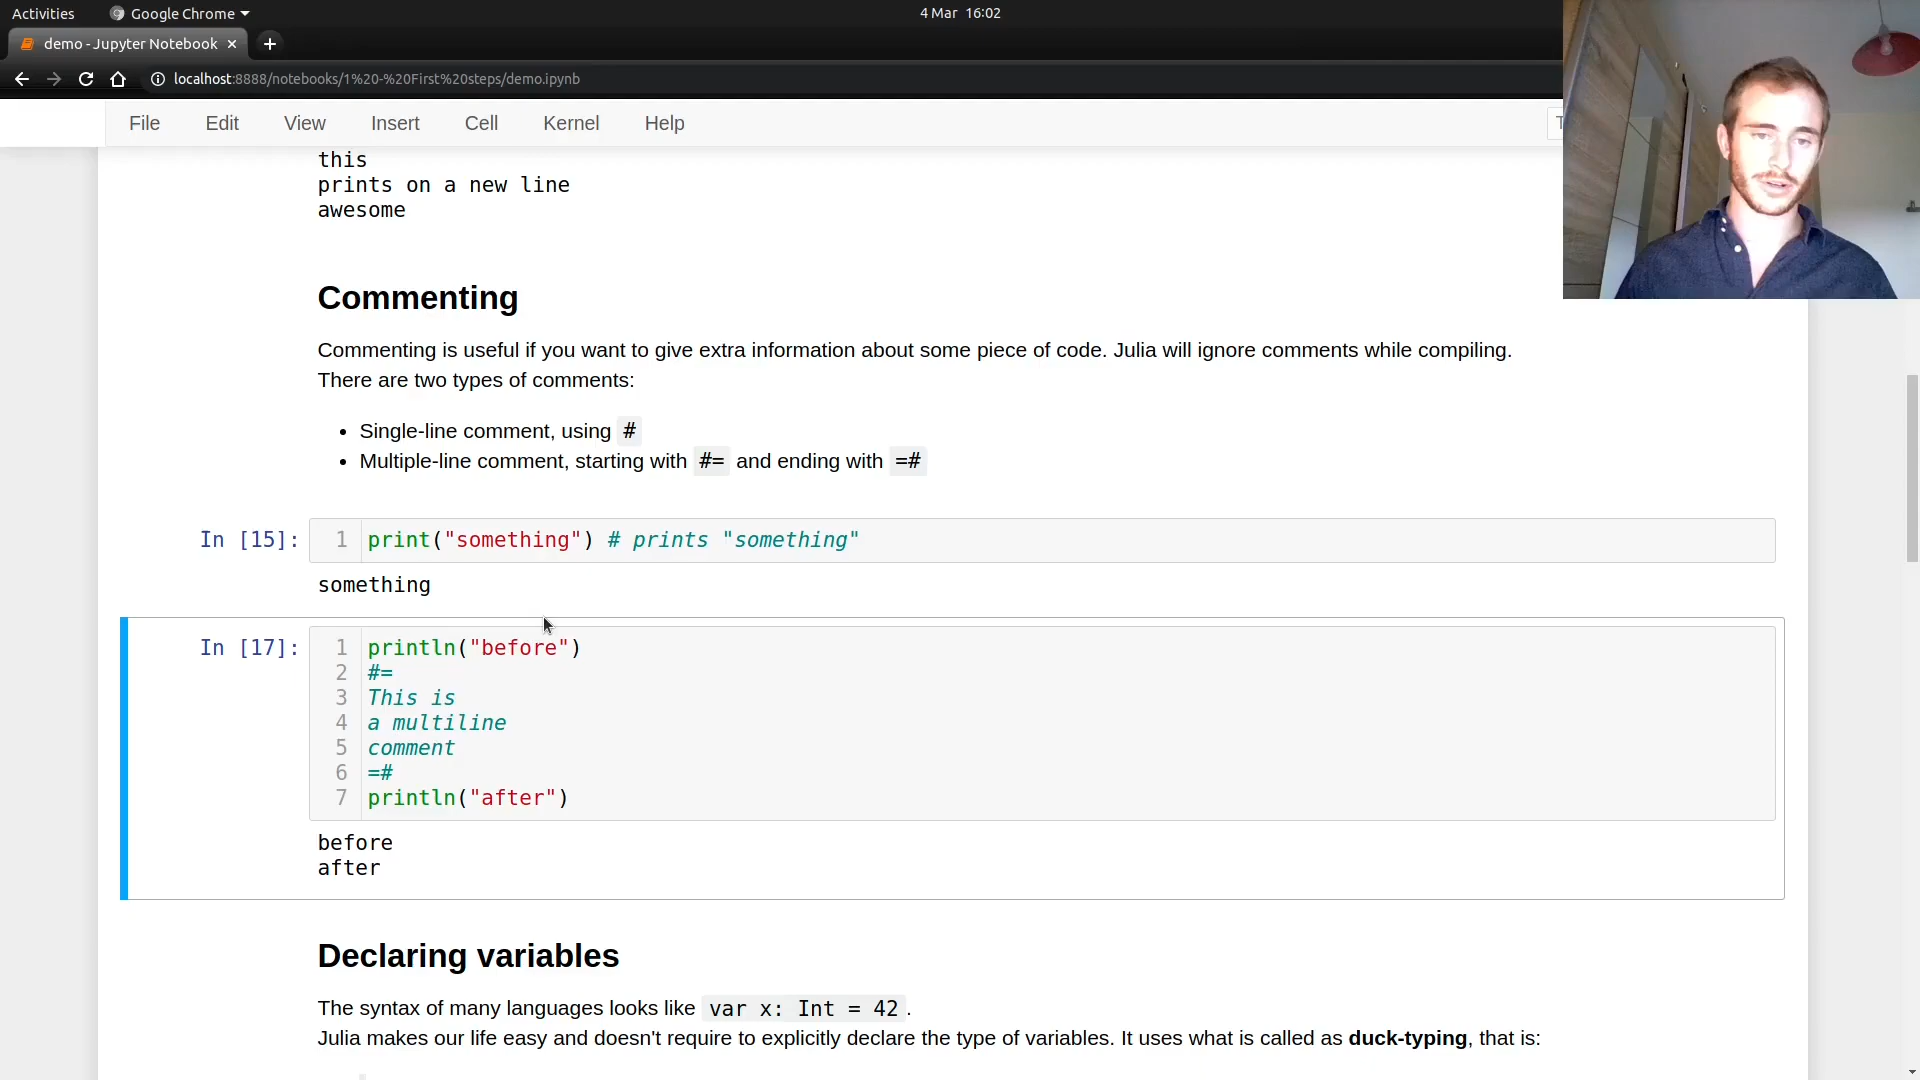 Activities
Google Chrome
4 Mar 16:02
demo - Jupyter Notebook
localhost:8888/notebooks/1%20-%20First%20steps/demo.ipynb
File Edit View Insert Cell Kernel Help
this
prints on a new line
awesome
Commenting
Commenting is useful if you want to give extra information about some piece of code. Julia will ignore comments while compiling.
There are two types of comments:
• Single-line comment, using #
• Multiple-line comment, starting with #= and ending with =#
In [15]: 1 print("something") # prints "something"
something
In [17]: 1 println("before")
2 #=
3 This is
4 a multiline
5 comment
6 =#
7 println("after")
before
after
Declaring variables
The syntax of many languages looks like var x: Int = 42 .
Julia makes our life easy and doesn't require to explicitly declare the type of variables. It uses what is called as duck-typing, that is: